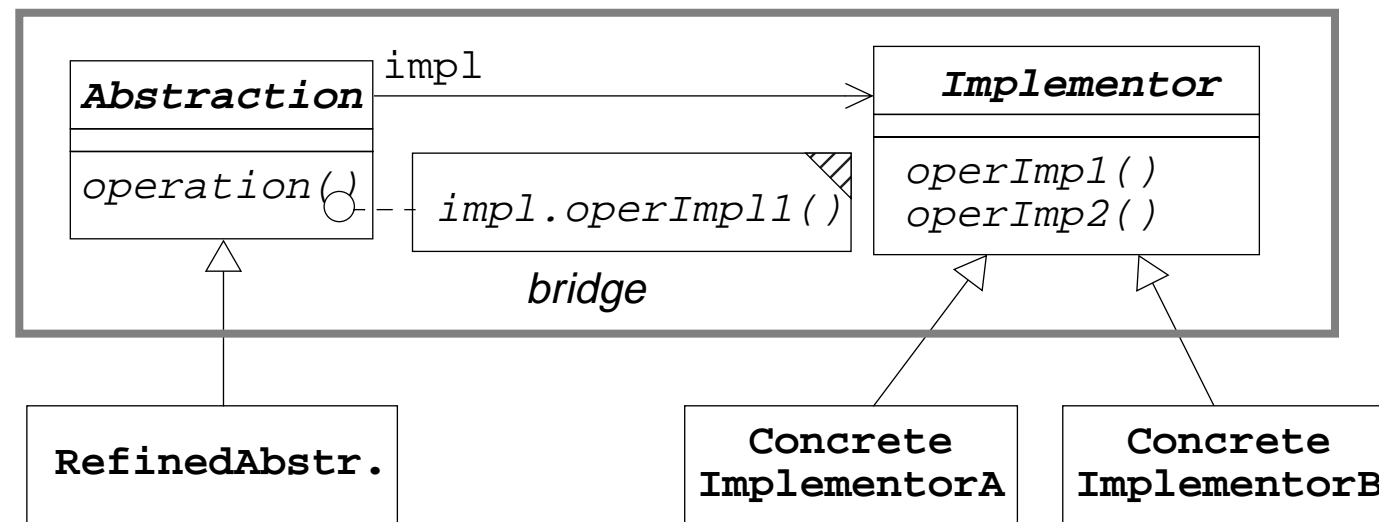 impl
Abstraction
Implementor
operation()
impl.operImpl1()
operImp1()
operImp2()
bridge
RefinedAbstr.
Concrete
ImplementorA
Concrete
ImplementorB